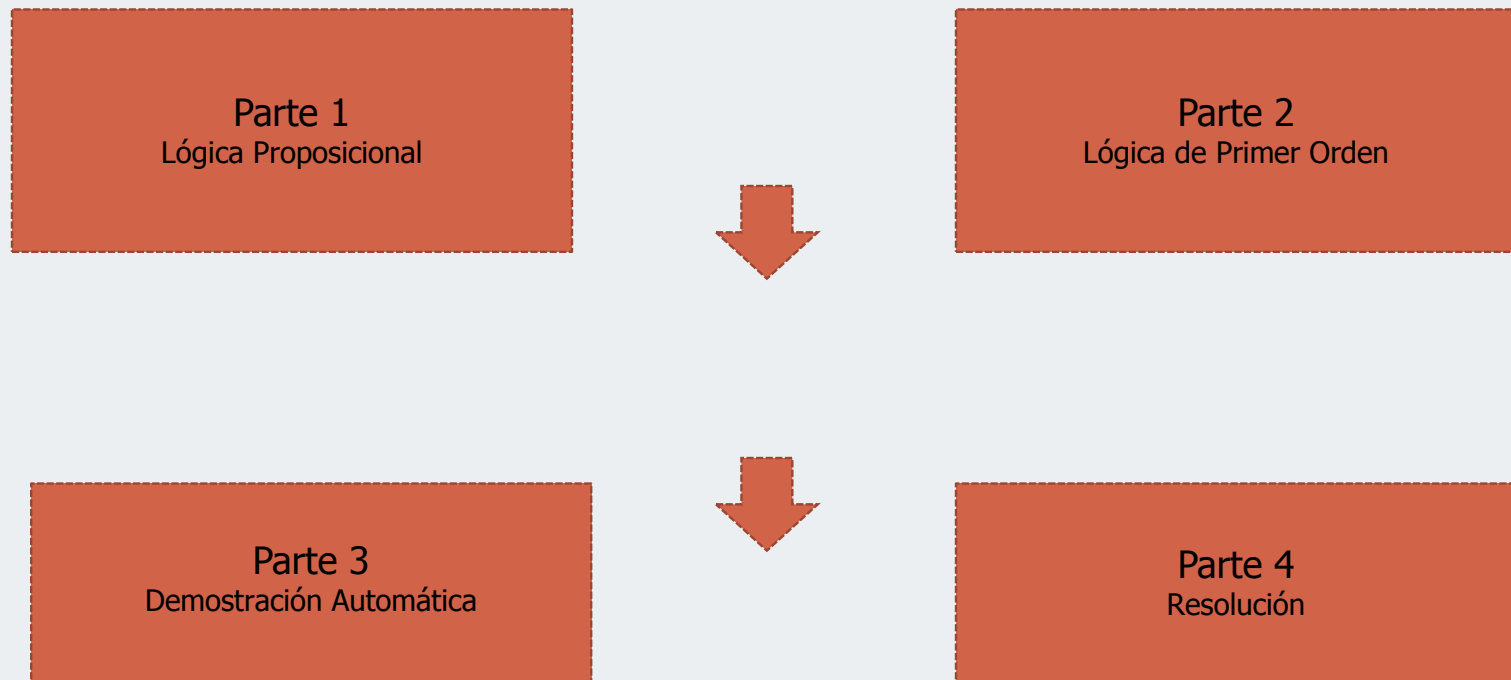 Parte 1
Lógica Proposicional
Parte 2
Lógica de Primer Orden
Parte 3
Demostración Automática
Parte 4
Resolución